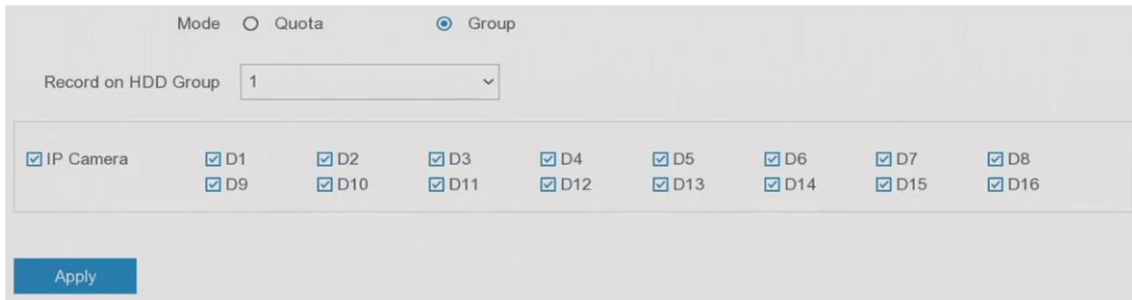 Mode Quota Group
Record on HDD Group 1
IP Camera D1 D2 D3 D4 D5 D6 D7 D8
D9 D10 D11 D12 D13 D14 D15 D16
Apply